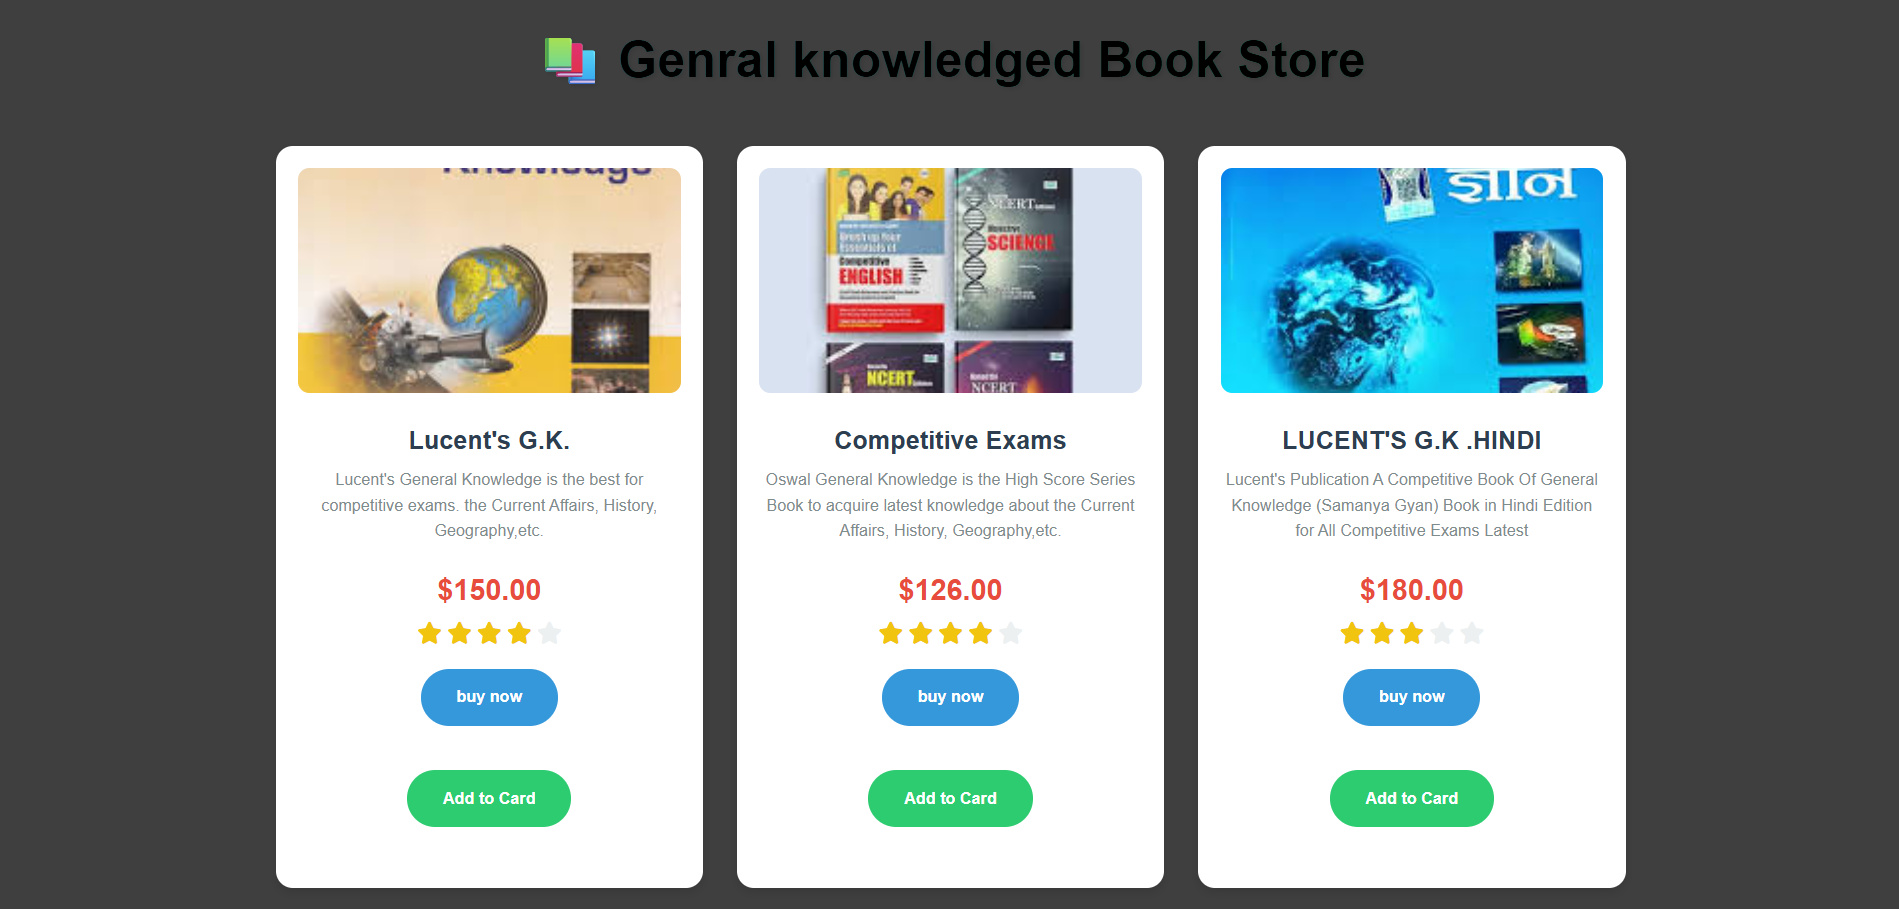 Genral knowledged Book Store
Knowledge
Competitive
ENGLISH
NCERT
SCIENCE
NCERT
NCERT
ज्ञान
Lucent's G.K.
Lucent's General Knowledge is the best for
competitive exams. the Current Affairs, History,
Geography,etc.
$150.00
buy now
Add to Card
Competitive Exams
Oswal General Knowledge is the High Score Series
Book to acquire latest knowledge about the Current
Affairs, History, Geography,etc.
$126.00
buy now
Add to Card
LUCENT'S G.K .HINDI
Lucent's Publication A Competitive Book Of General
Knowledge (Samanya Gyan) Book in Hindi Edition
for All Competitive Exams Latest
$180.00
buy now
Add to Card